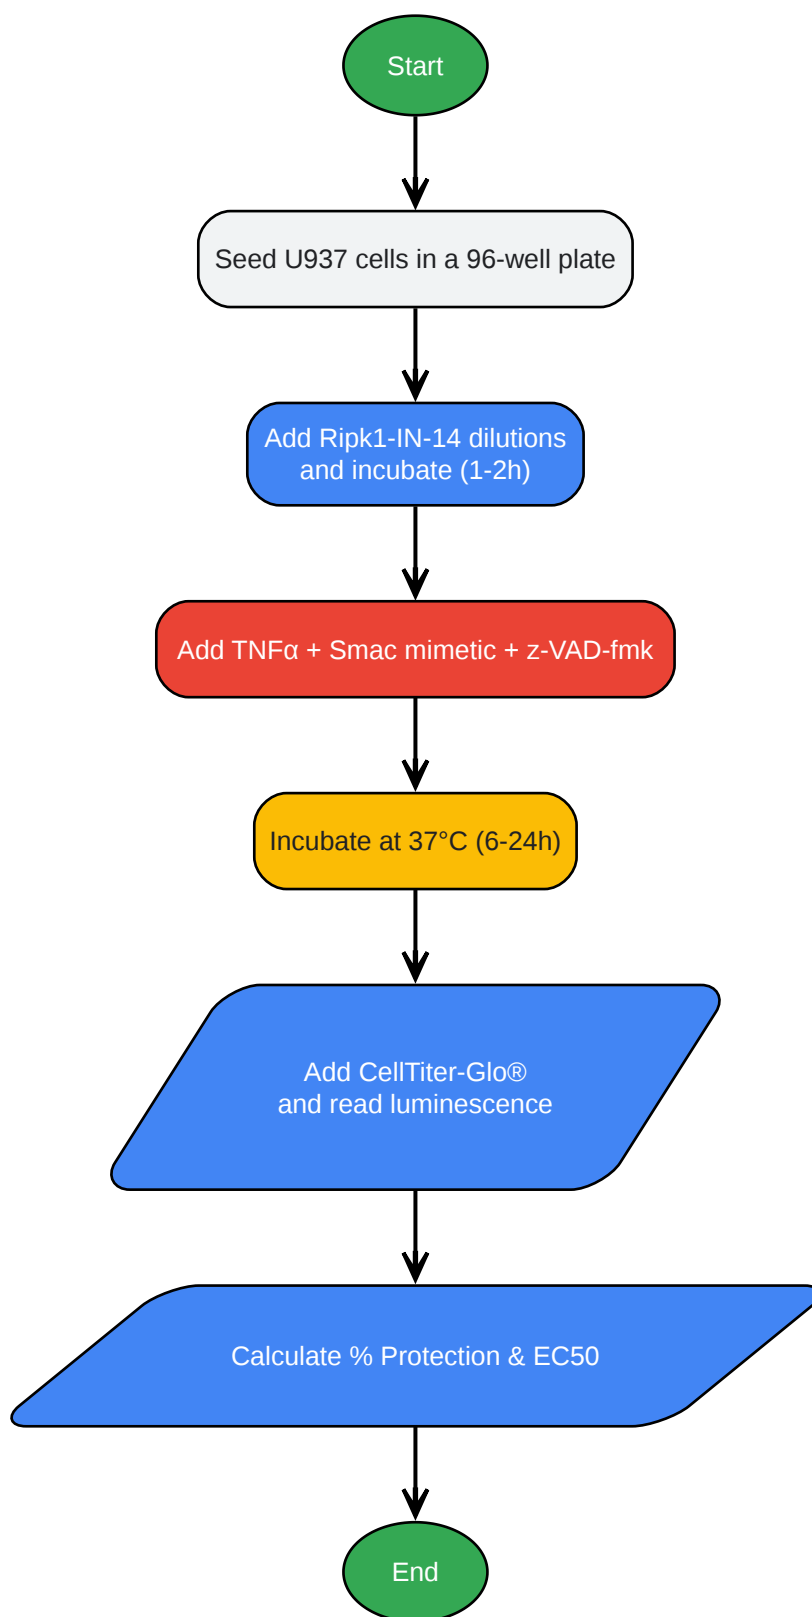 Start
Seed U937 cells in a 96-well plate
Add Ripk1-IN-14 dilutions
and incubate (1-2h)
Add TNFα + Smac mimetic + z-VAD-fmk
Incubate at 37°C (6-24h)
Add CellTiter-Glo®
and read luminescence
Calculate % Protection & EC50
End